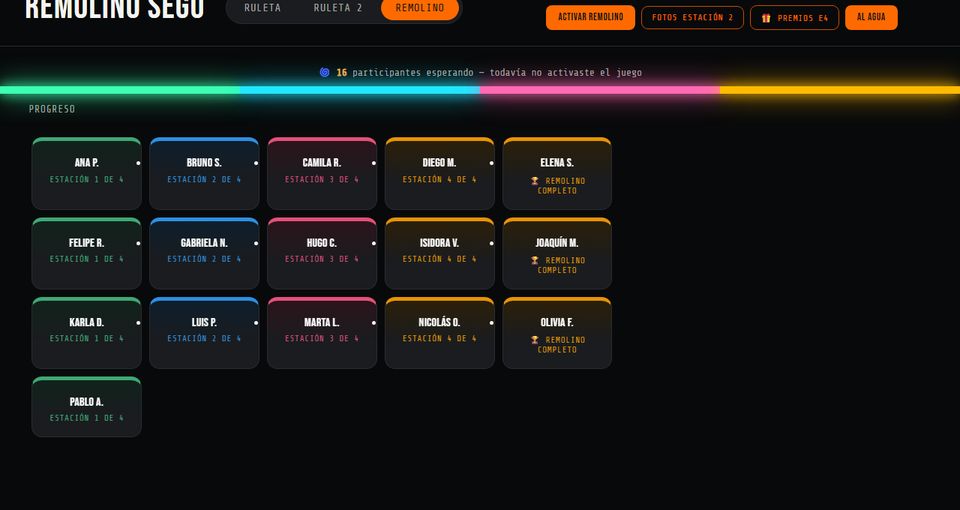 REMOLINO SEGO
RULETA
RULETA 2
REMOLINO
ACTIVAR REMOLINO
FOTOS ESTACIÓN 2
PREMIOS E4
AL AGUA
16 participantes esperando — todavía no activaste el juego
PROGRESO
ANA P.
ESTACIÓN 1 DE 4
BRUNO S.
ESTACIÓN 2 DE 4
CAMILA R.
ESTACIÓN 3 DE 4
DIEGO M.
ESTACIÓN 4 DE 4
ELENA S.
REMOLINO
COMPLETO
FELIPE R.
ESTACIÓN 1 DE 4
GABRIELA N.
ESTACIÓN 2 DE 4
HUGO C.
ESTACIÓN 3 DE 4
ISIDORA V.
ESTACIÓN 4 DE 4
JOAQUÍN M.
REMOLINO
COMPLETO
KARLA D.
ESTACIÓN 1 DE 4
LUIS P.
ESTACIÓN 2 DE 4
MARTA L.
ESTACIÓN 3 DE 4
NICOLÁS O.
ESTACIÓN 4 DE 4
OLIVIA F.
REMOLINO
COMPLETO
PABLO A.
ESTACIÓN 1 DE 4